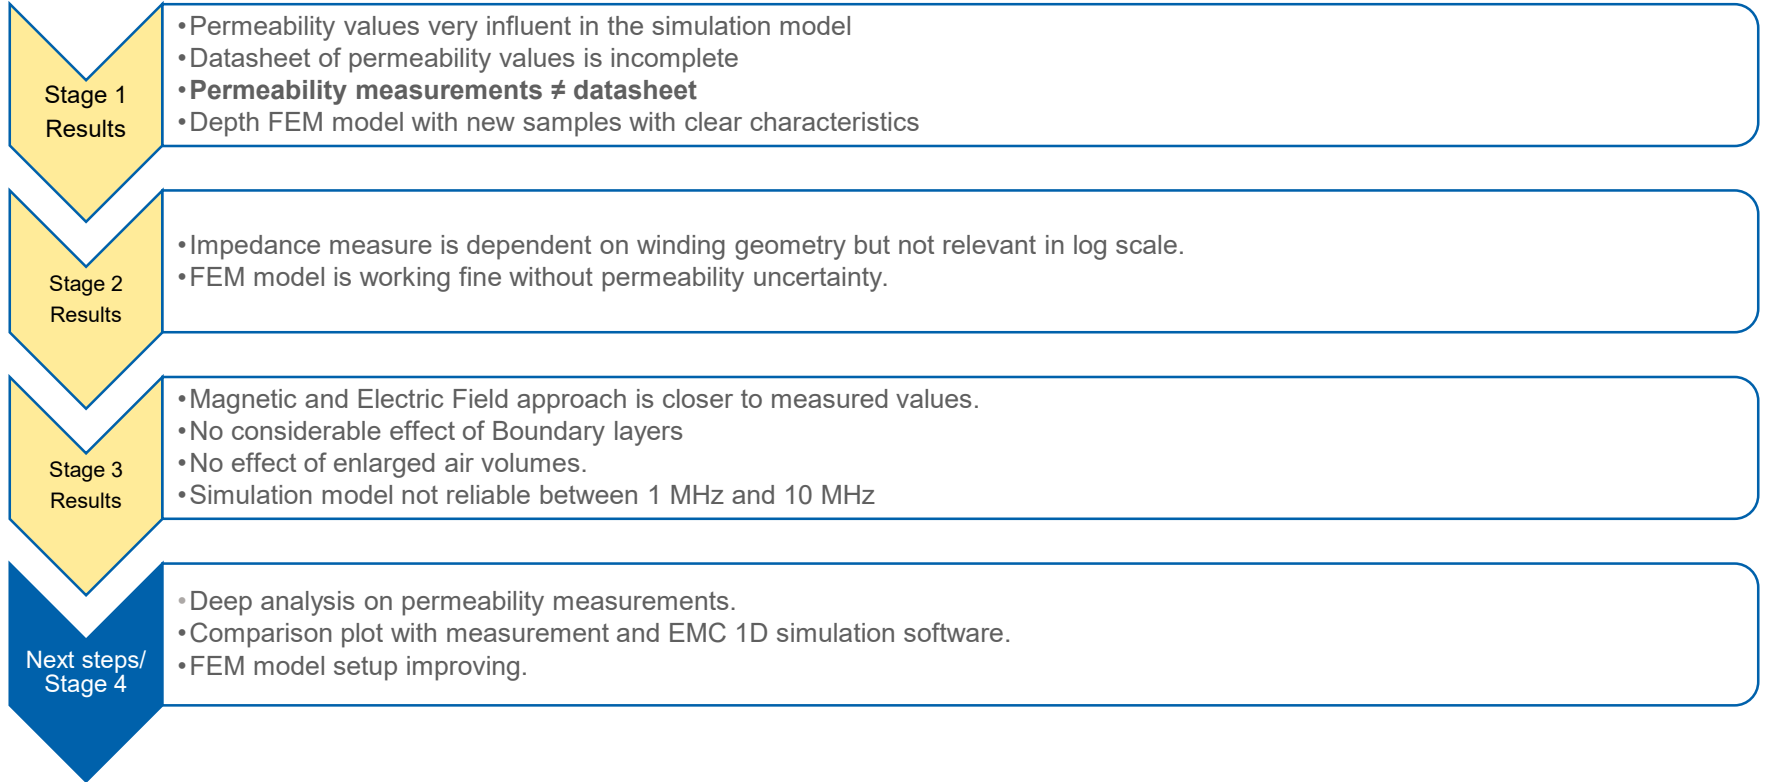 Stage 1
Results
•Permeability values very influent in the simulation model
•Datasheet of permeability values is incomplete
•Permeability measurements ≠ datasheet
•Depth FEM model with new samples with clear characteristics
Stage 2
Results
•Impedance measure is dependent on winding geometry but not relevant in log scale.
•FEM model is working fine without permeability uncertainty.
Stage 3
Results
•Magnetic and Electric Field approach is closer to measured values.
•No considerable effect of Boundary layers
•No effect of enlarged air volumes.
•Simulation model not reliable between 1 MHz and 10 MHz
Next steps/
Stage 4
•Deep analysis on permeability measurements.
•Comparison plot with measurement and EMC 1D simulation software.
•FEM model setup improving.